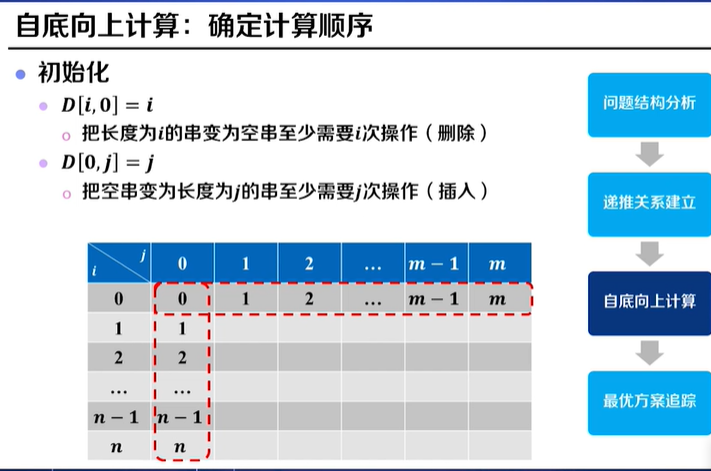 自底向上计算：确定计算顺序
初始化
D[i,0] = i
把长度为i的串变为空串至少需要i次操作（删除）
D[0,j] = j
把空串变为长度为j的串至少需要j次操作（插入）
j
i
0 1 2 … m − 1 m
0 0 1 2 … m − 1 m
1 1
2 2
… …
n − 1 n − 1
n n
问题结构分析
递推关系建立
自底向上计算
最优方案追踪